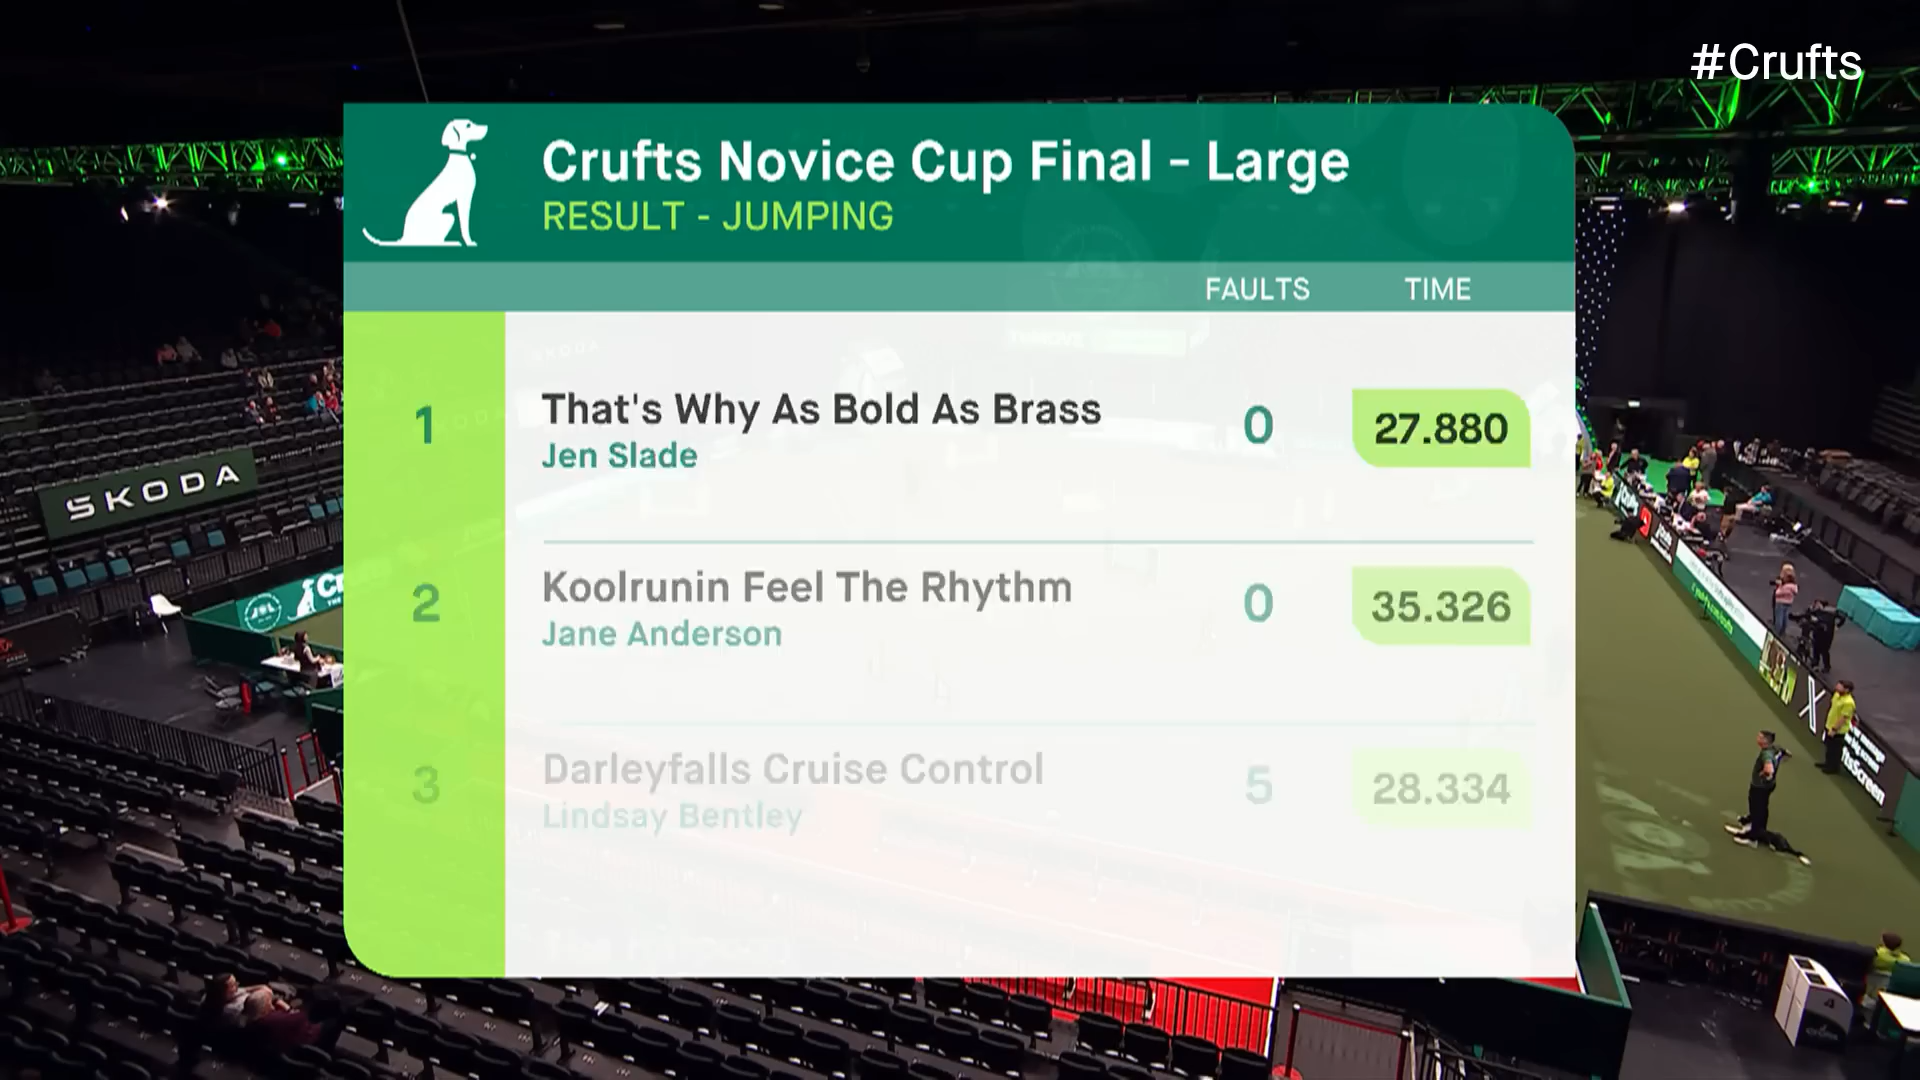 #Crufts
Crufts Novice Cup Final - Large
RESULT - JUMPING
FAULTS TIME
1 That's Why As Bold As Brass 0 27.880
Jen Slade
2 Koolrunin Feel The Rhythm 0 35.326
Jane Anderson
3 Darleyfalls Cruise Control 5 28.334
Lindsay Bentley
SKODA
X